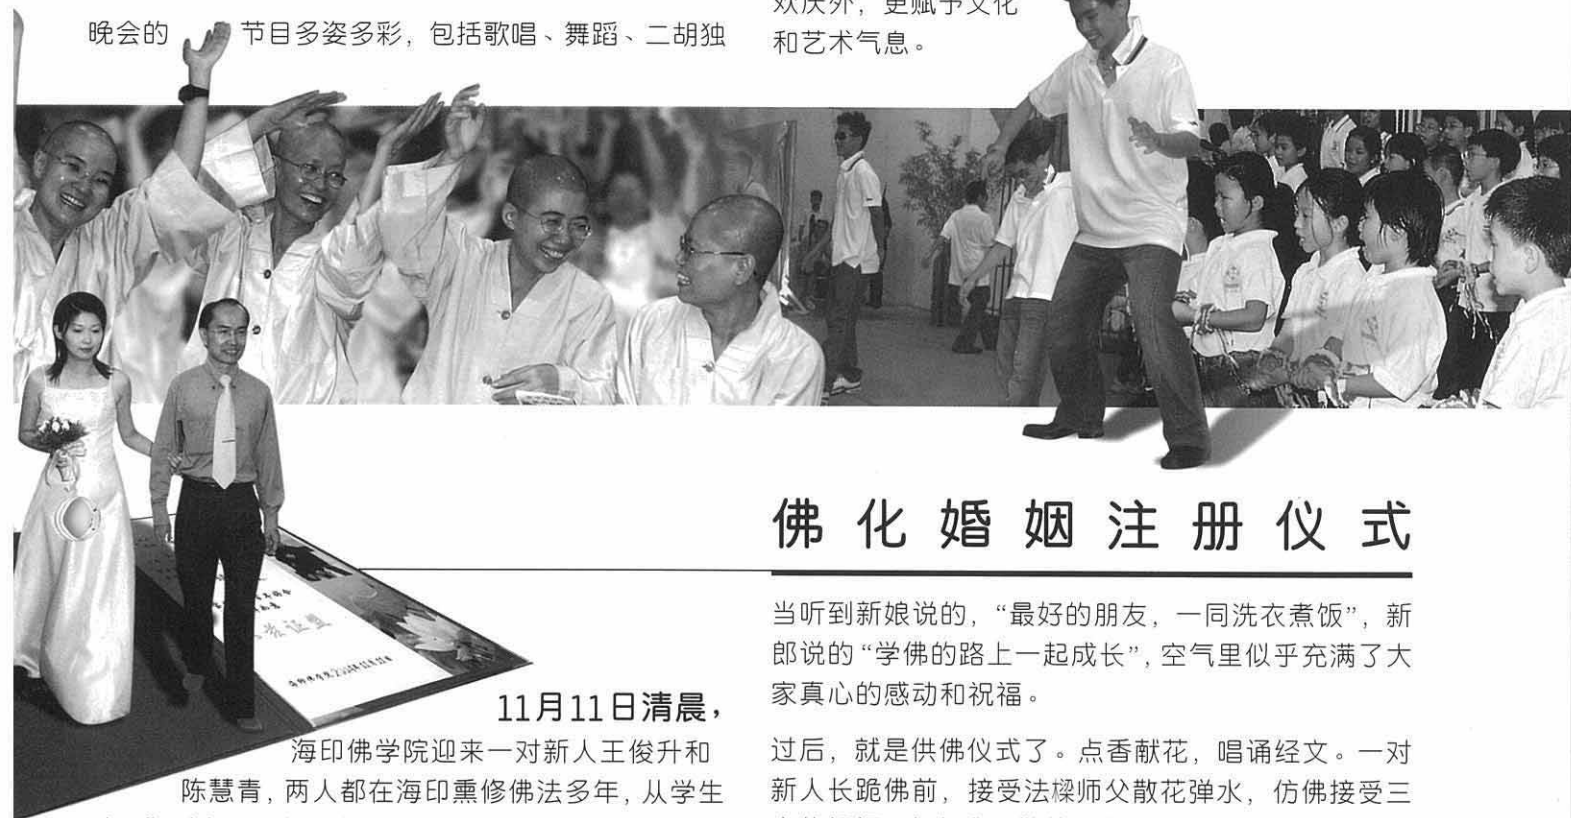 晚会的 节目多姿多彩，包括歌唱、舞蹈、二胡独
欢庆外，更赋予文化
和艺术气息。
佛化婚姻注册仪式
11月11日清晨，
海印佛学院迎来一对新人王俊升和
陈慧青，两人都在海印熏修佛法多年，从学生
当听到新娘说的，“最好的朋友，一同洗衣煮饭”，新
郎说的“学佛的路上一起成长”，空气里似乎充满了大
家真心的感动和祝福。
过后，就是供佛仪式了。点香献花，唱诵经文。一对
新人长跪佛前，接受法樑师父散花弹水，仿佛接受三